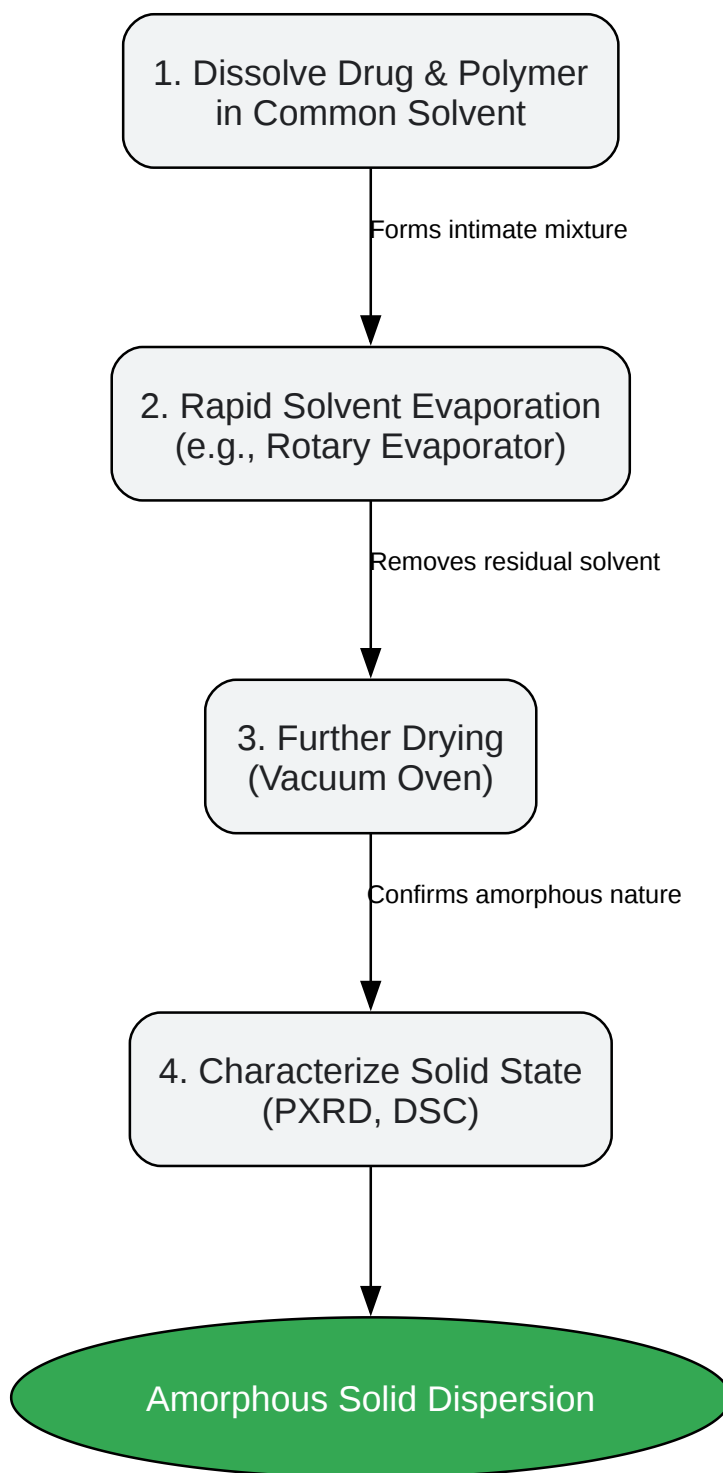 1. Dissolve Drug & Polymer
in Common Solvent
Forms intimate mixture
2. Rapid Solvent Evaporation
(e.g., Rotary Evaporator)
Removes residual solvent
3. Further Drying
(Vacuum Oven)
Confirms amorphous nature
4. Characterize Solid State
(PXRD, DSC)
Amorphous Solid Dispersion